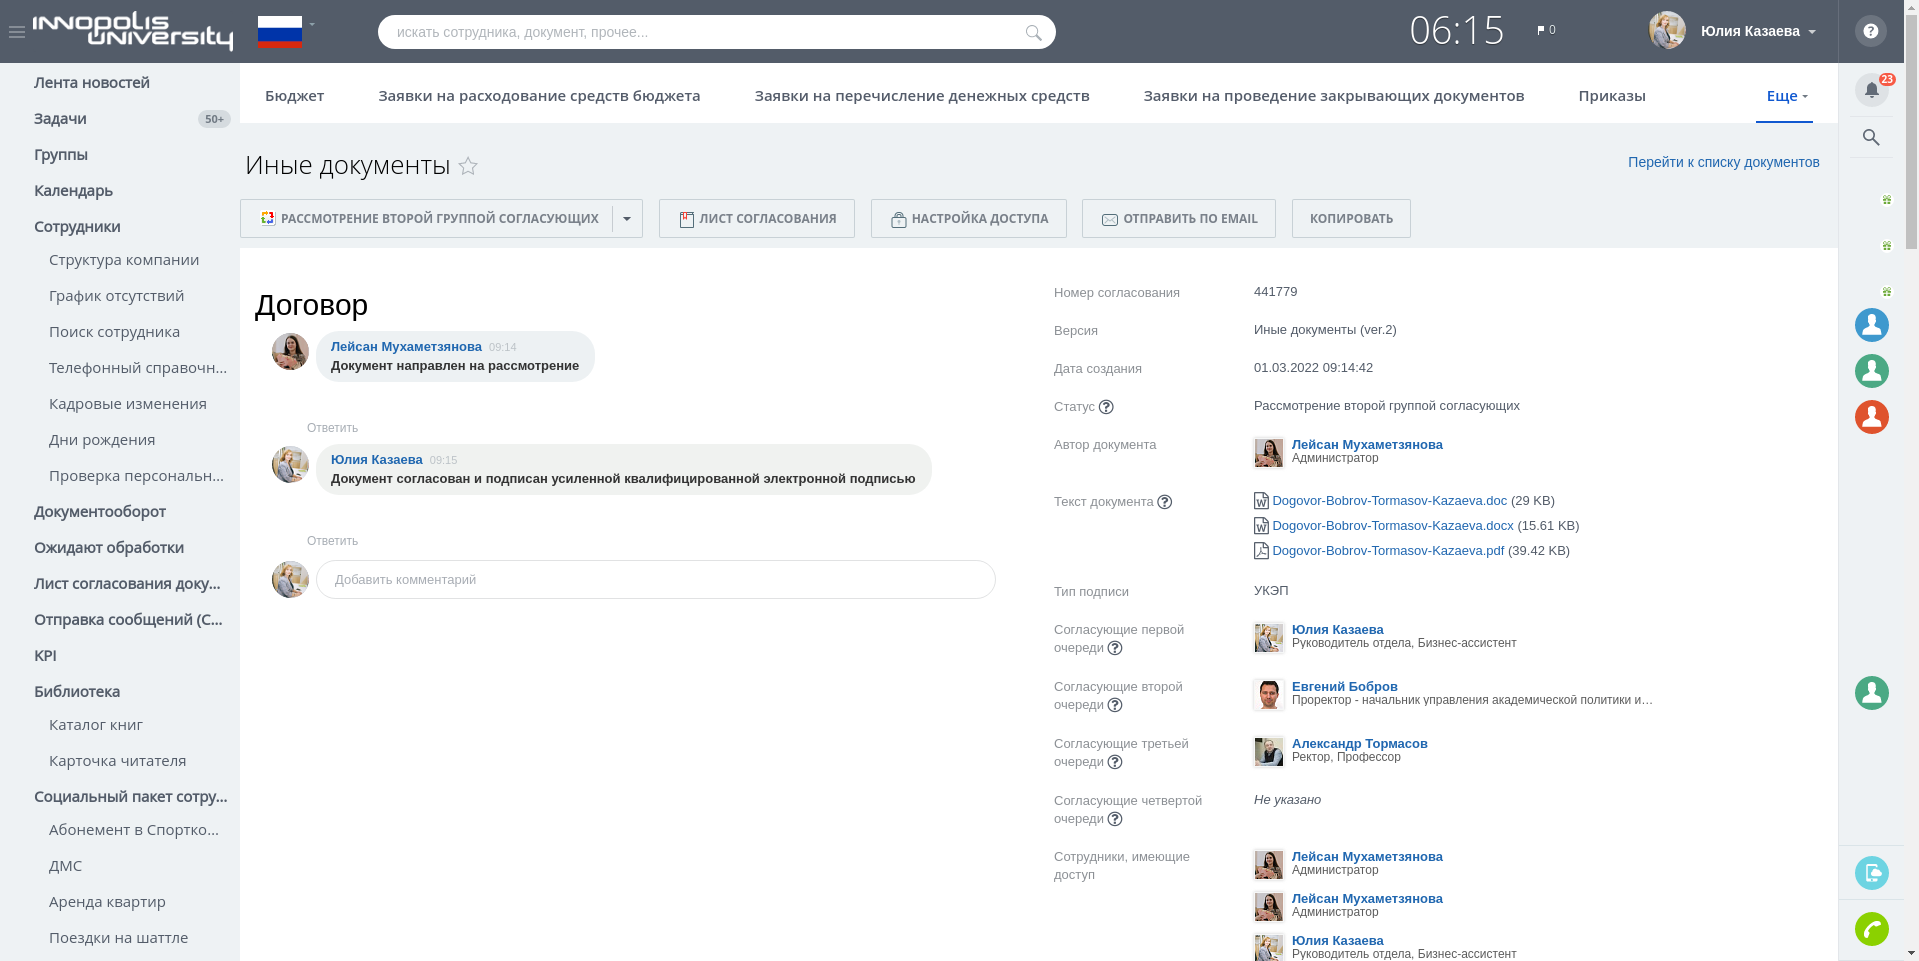 INNOPOLIS
UNIVERSITY
искать сотрудника, документ, прочее...
06:15
0
Юлия Казаева
?
Лента новостей
Задачи
50+
Группы
Календарь
Сотрудники
Структура компании
График отсутствий
Поиск сотрудника
Телефонный справочн...
Кадровые изменения
Дни рождения
Проверка персональн...
Документооборот
Ожидают обработки
Лист согласования доку...
Отправка сообщений (С...
KPI
Библиотека
Каталог книг
Карточка читателя
Социальный пакет сотру...
Абонемент в Спортко...
ДМС
Аренда квартир
Поездки на шаттле
Бюджет
Заявки на расходование средств бюджета
Заявки на перечисление денежных средств
Заявки на проведение закрывающих документов
Приказы
Еще
23
Иные документы
Перейти к списку документов
РАССМОТРЕНИЕ ВТОРОЙ ГРУППОЙ СОГЛАСУЮЩИХ
ЛИСТ СОГЛАСОВАНИЯ
НАСТРОЙКА ДОСТУПА
ОТПРАВИТЬ ПО EMAIL
КОПИРОВАТЬ
Договор
Лейсан Мухаметзянова 09:14
Документ направлен на рассмотрение
Ответить
Юлия Казаева 09:15
Документ согласован и подписан усиленной квалифицированной электронной подписью
Ответить
Добавить комментарий
Номер согласования
441779
Версия
Иные документы (ver.2)
Дата создания
01.03.2022 09:14:42
Статус ?
Рассмотрение второй группой согласующих
Автор документа
Лейсан Мухаметзянова
Администратор
Текст документа ?
Dogovor-Bobrov-Tormasov-Kazaeva.doc (29 KB)
Dogovor-Bobrov-Tormasov-Kazaeva.docx (15.61 KB)
Dogovor-Bobrov-Tormasov-Kazaeva.pdf (39.42 KB)
Тип подписи
УКЭП
Согласующие первой
очереди ?
Юлия Казаева
Руководитель отдела, Бизнес-ассистент
Согласующие второй
очереди ?
Евгений Бобров
Проректор - начальник управления академической политики и…
Согласующие третьей
очереди ?
Александр Тормасов
Ректор, Профессор
Согласующие четвертой
очереди ?
Не указано
Сотрудники, имеющие
доступ
Лейсан Мухаметзянова
Администратор
Лейсан Мухаметзянова
Администратор
Юлия Казаева
Руководитель отдела, Бизнес-ассистент